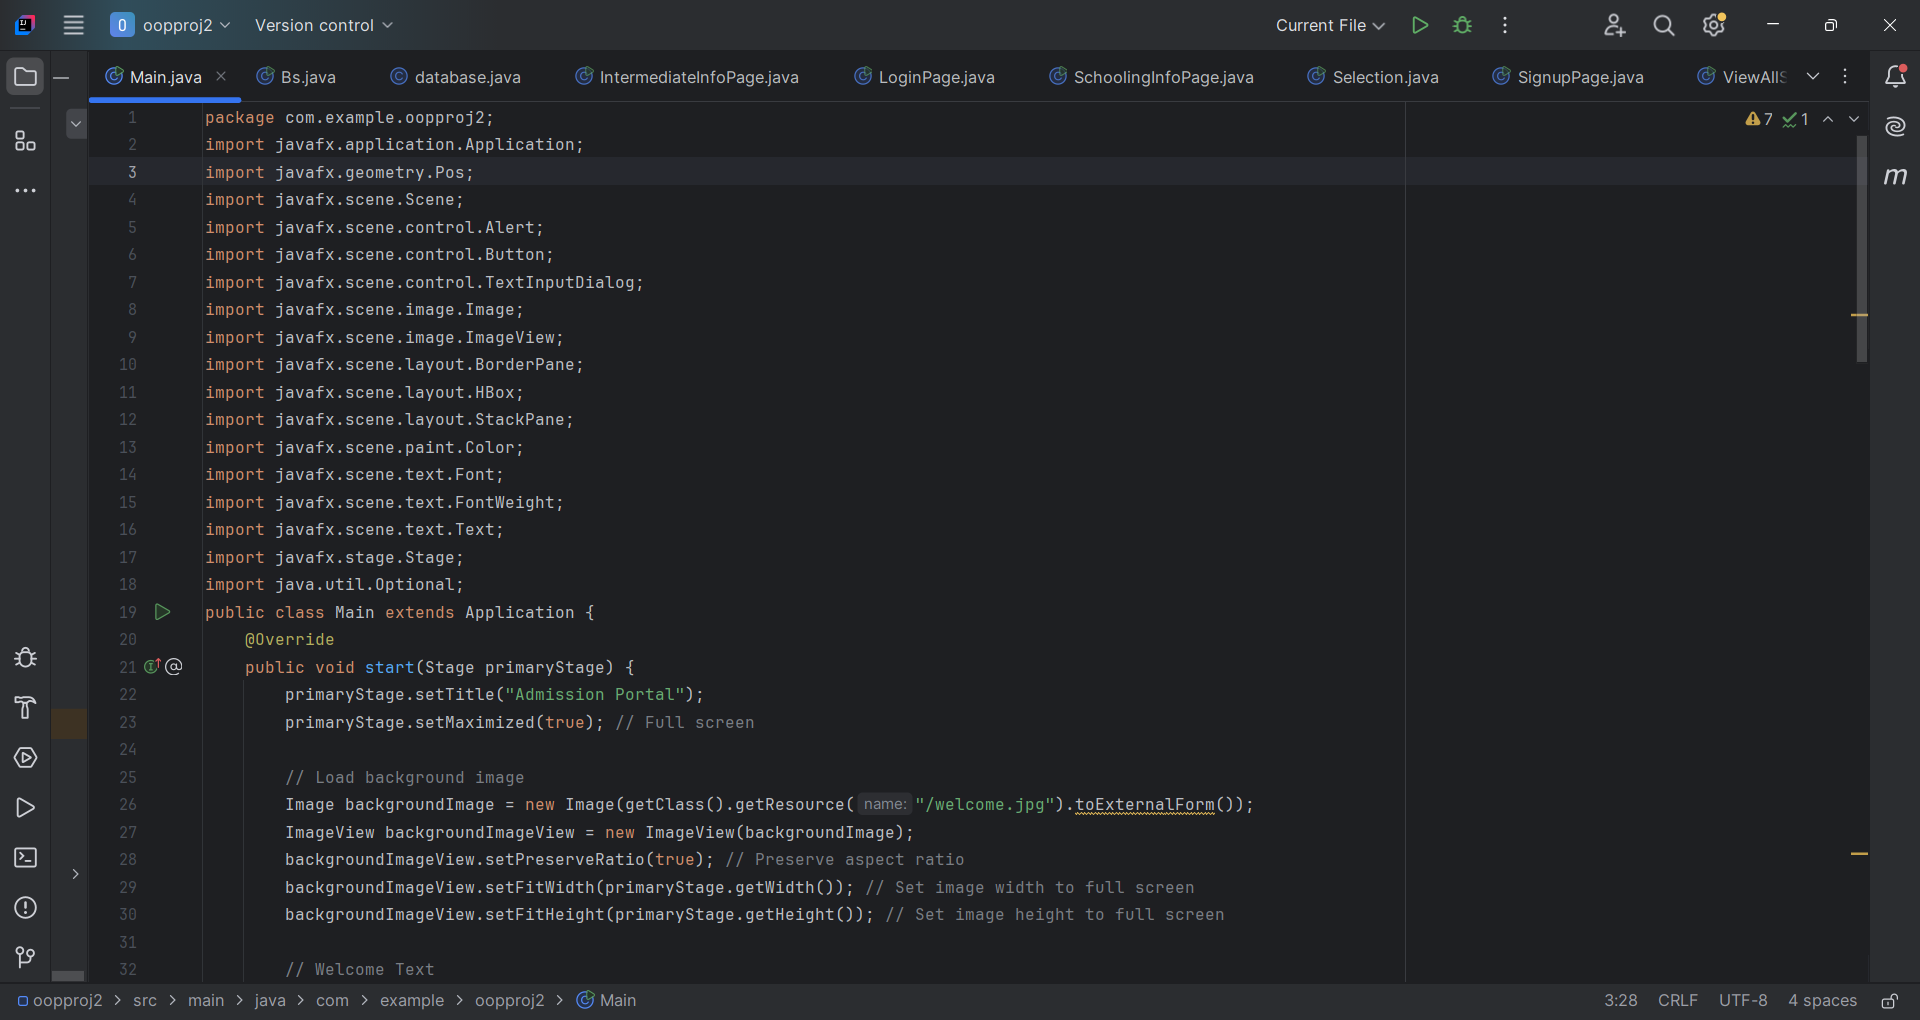 oopproj2 Version control Current File
Main.java Bs.java database.java IntermediateInfoPage.java LoginPage.java SchoolingInfoPage.java Selection.java SignupPage.java ViewAllS
7 1
1 package com.example.oopproj2;
2 import javafx.application.Application;
3 import javafx.geometry.Pos;
4 import javafx.scene.Scene;
5 import javafx.scene.control.Alert;
6 import javafx.scene.control.Button;
7 import javafx.scene.control.TextInputDialog;
8 import javafx.scene.image.Image;
9 import javafx.scene.image.ImageView;
10 import javafx.scene.layout.BorderPane;
11 import javafx.scene.layout.HBox;
12 import javafx.scene.layout.StackPane;
13 import javafx.scene.paint.Color;
14 import javafx.scene.text.Font;
15 import javafx.scene.text.FontWeight;
16 import javafx.scene.text.Text;
17 import javafx.stage.Stage;
18 import java.util.Optional;
19 public class Main extends Application {
20 @Override
21 public void start(Stage primaryStage) {
22 primaryStage.setTitle("Admission Portal");
23 primaryStage.setMaximized(true); // Full screen
24
25 // Load background image
26 Image backgroundImage = new Image(getClass().getResource( name: "/welcome.jpg").toExternalForm());
27 ImageView backgroundImageView = new ImageView(backgroundImage);
28 backgroundImageView.setPreserveRatio(true); // Preserve aspect ratio
29 backgroundImageView.setFitWidth(primaryStage.getWidth()); // Set image width to full screen
30 backgroundImageView.setFitHeight(primaryStage.getHeight()); // Set image height to full screen
31
32 // Welcome Text
oopproj2 > src > main > java > com > example > oopproj2 > Main 3:28 CRLF UTF-8 4 spaces